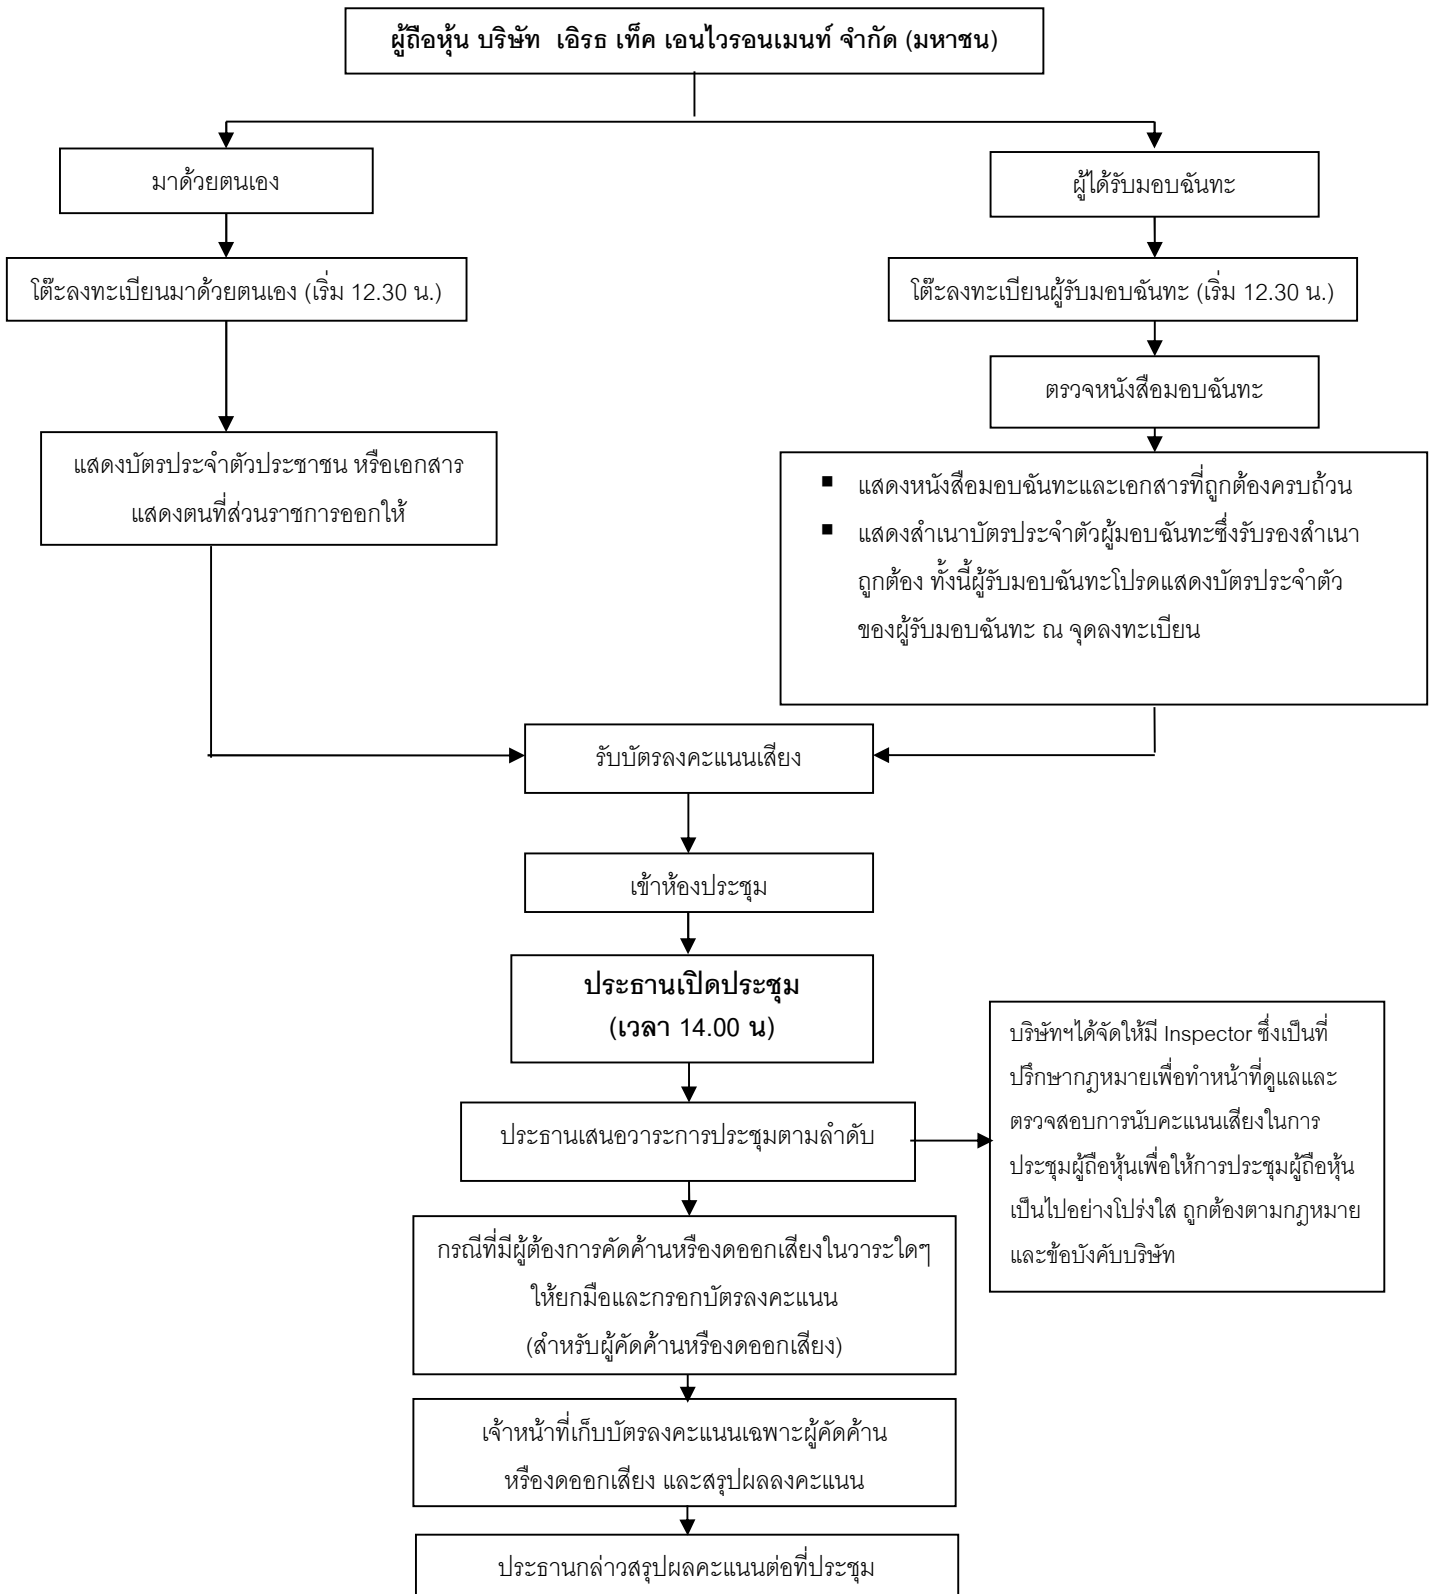 ผู้ถือหุ้น บริษัท เอิรธ เท็ค เอนไวรอนเมนท์ จำกัด (มหาชน)
มาด้วยตนเอง
ผู้ได้รับมอบฉันทะ
โต๊ะลงทะเบียนมาด้วยตนเอง (เริ่ม 12.30 น.)
โต๊ะลงทะเบียนผู้รับมอบฉันทะ (เริ่ม 12.30 น.)
ตรวจหนังสือมอบฉันทะ
แสดงบัตรประจำตัวประชาชน หรือเอกสาร
แสดงตนที่ส่วนราชการออกให้
▪ แสดงหนังสือมอบฉันทะและเอกสารที่ถูกต้องครบถ้วน
▪ แสดงสำเนาบัตรประจำตัวผู้มอบฉันทะซึ่งรับรองสำเนา
ถูกต้อง ทั้งนี้ผู้รับมอบฉันทะโปรดแสดงบัตรประจำตัว
ของผู้รับมอบฉันทะ ณ จุดลงทะเบียน
รับบัตรลงคะแนนเสียง
เข้าห้องประชุม
ประธานเปิดประชุม
(เวลา 14.00 น)
บริษัทฯได้จัดให้มี Inspector ซึ่งเป็นที่
ปรึกษากฎหมายเพื่อทำหน้าที่ดูแลและ
ตรวจสอบการนับคะแนนเสียงในการ
ประชุมผู้ถือหุ้นเพื่อให้การประชุมผู้ถือหุ้น
เป็นไปอย่างโปร่งใส ถูกต้องตามกฎหมาย
และข้อบังคับบริษัท
ประธานเสนอวาระการประชุมตามลำดับ
กรณีที่มีผู้ต้องการคัดค้านหรืองดออกเสียงในวาระใดๆ
ให้ยกมือและกรอกบัตรลงคะแนน
(สำหรับผู้คัดค้านหรืองดออกเสียง)
เจ้าหน้าที่เก็บบัตรลงคะแนนเฉพาะผู้คัดค้าน
หรืองดออกเสียง และสรุปผลลงคะแนน
ประธานกล่าวสรุปผลคะแนนต่อที่ประชุม